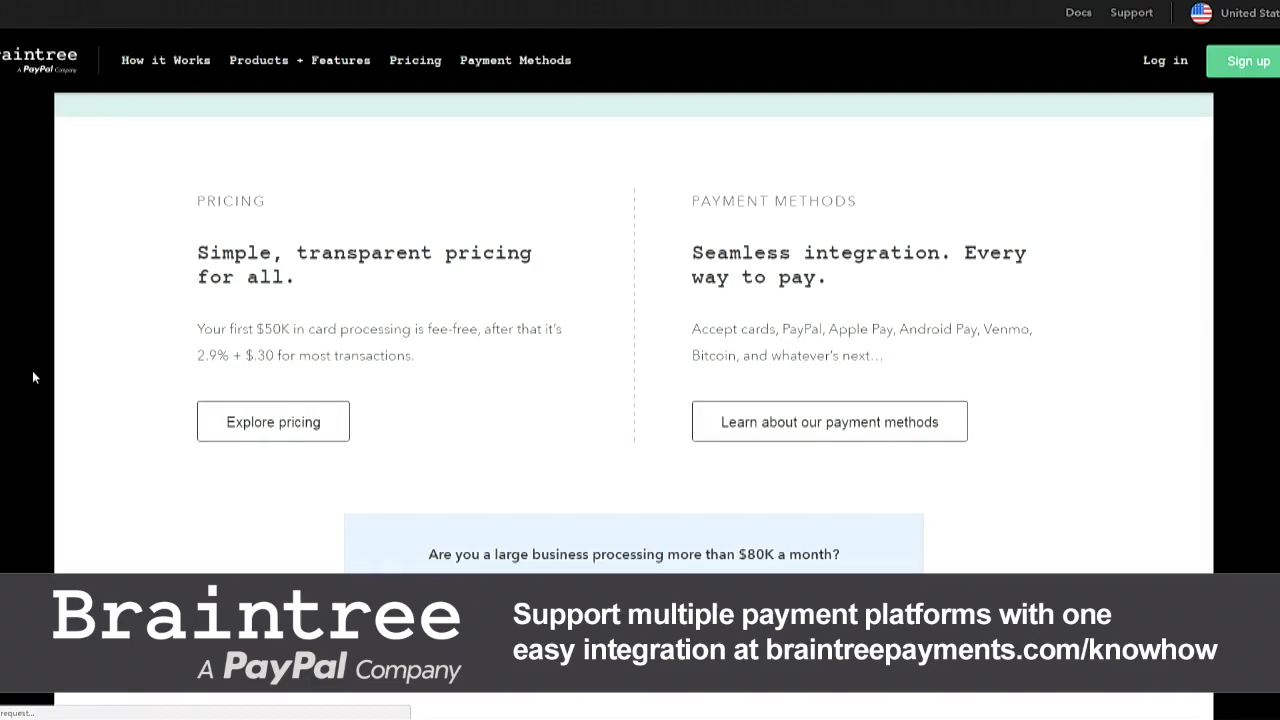 Docs Support United Stat
raintree How it Works Products + Features Pricing Payment Methods Log in Sign up
A PayPal Company
PRICING
Simple, transparent pricing
for all.
Your first $50K in card processing is fee-free, after that it's
2.9% + $.30 for most transactions.
Explore pricing
PAYMENT METHODS
Seamless integration. Every
way to pay.
Accept cards, PayPal, Apple Pay, Android Pay, Venmo,
Bitcoin, and whatever's next...
Learn about our payment methods
Are you a large business processing more than $80K a month?
Braintree
A PayPal Company
Support multiple payment platforms with one
easy integration at braintreepayments.com/knowhow
request...